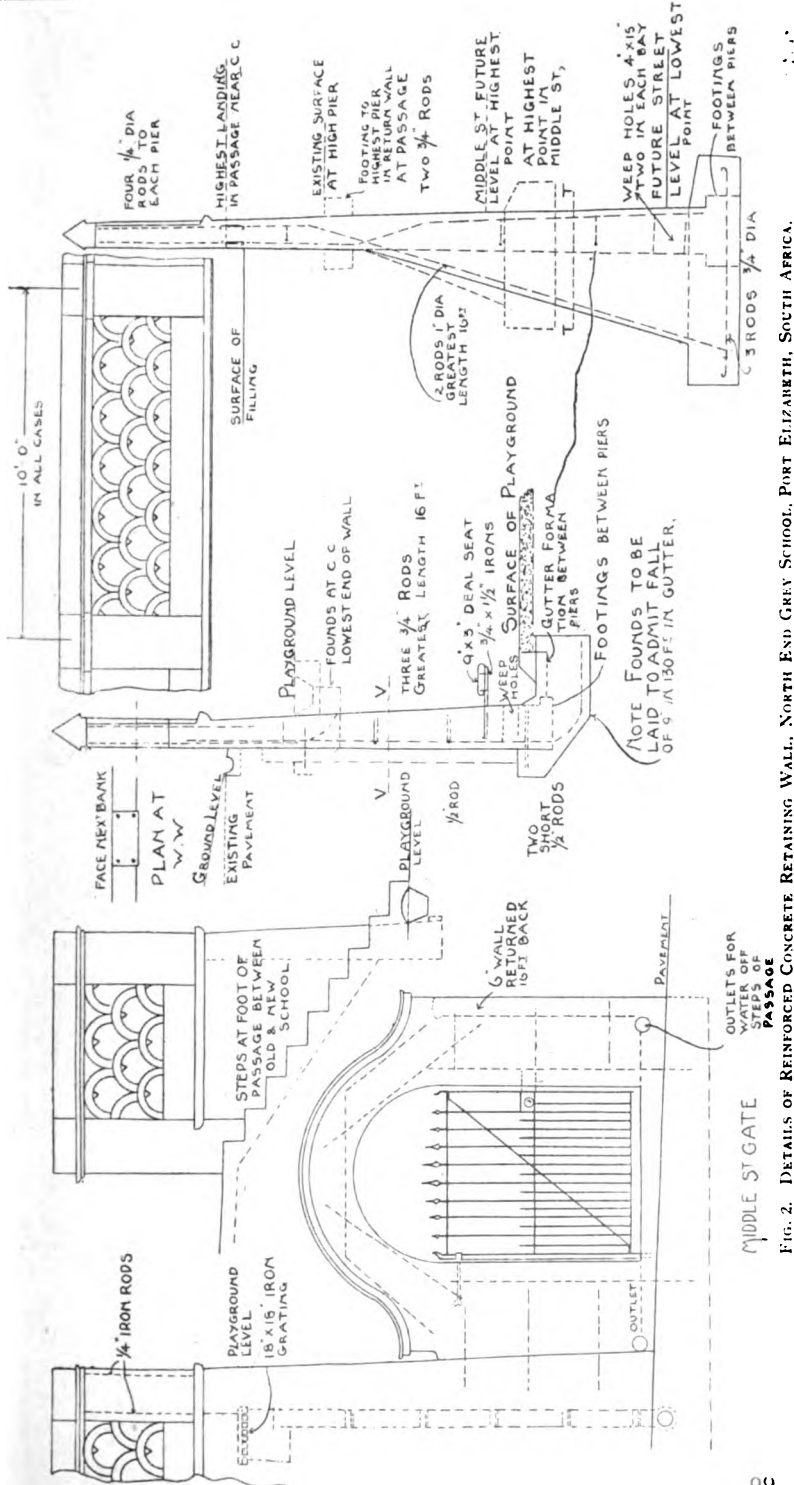 ¼" IRON RODS
PLAYGROUND
LEVEL
18"X18" IRON
GRATING
OUTLET
MIDDLE ST GATE
STEPS AT FOOT OF
PASSAGE BETWEEN
OLD & NEW
SCHOOL
PLAYGROUND
LEVEL
6" WALL
RETURNED
16FT BACK
PAVEMENT
OUTLETS FOR
WATER OFF
STEPS OF
PASSAGE
FACE NEXT BANK
PLAN AT
W.W
GROUND LEVEL
EXISTING
PAVEMENT
V
V
½" ROD
TWO
SHORT
½" RODS
PLAYGROUND LEVEL
FOUNDS AT C C
LOWEST END OF WALL
THREE ¾" RODS
GREATEST LENGTH 16 FT
9"X3" DEAL SEAT
¾ X 1½" IRONS
WEEP
HOLES
SURFACE OF PLAYGROUND
GUTTER FORMA
TION BETWEEN
PIERS
FOOTINGS BETWEEN PIERS
NOTE FOUNDS TO BE
LAID TO ADMIT FALL
OF 9" IN 130 FT IN GUTTER.
10' 0"
IN ALL CASES
SURFACE OF
FILLING
2 RODS 1" DIA
GREATEST
LENGTH 16FT
3 RODS ¾ DIA
FOUR ¼" DIA
RODS TO
EACH PIER
HIGHEST LANDING
IN PASSAGE NEAR C C
EXISTING SURFACE
AT HIGH PIER
FOOTING TO
HIGHEST PIER
IN RETURN WALL
AT PASSAGE
TWO ¾" RODS
MIDDLE ST. FUTURE
LEVEL AT HIGHEST
POINT
AT HIGHEST
POINT IN
MIDDLE ST,
WEEP HOLES 4"X15"
TWO IN EACH BAY
FUTURE STREET
LEVEL AT LOWEST
POINT
FOOTINGS
BETWEEN PIERS
FIG. 2. DETAILS OF REINFORCED CONCRETE RETAINING WALL, NORTH END GREY SCHOOL, PORT ELIZABETH, SOUTH AFRICA.